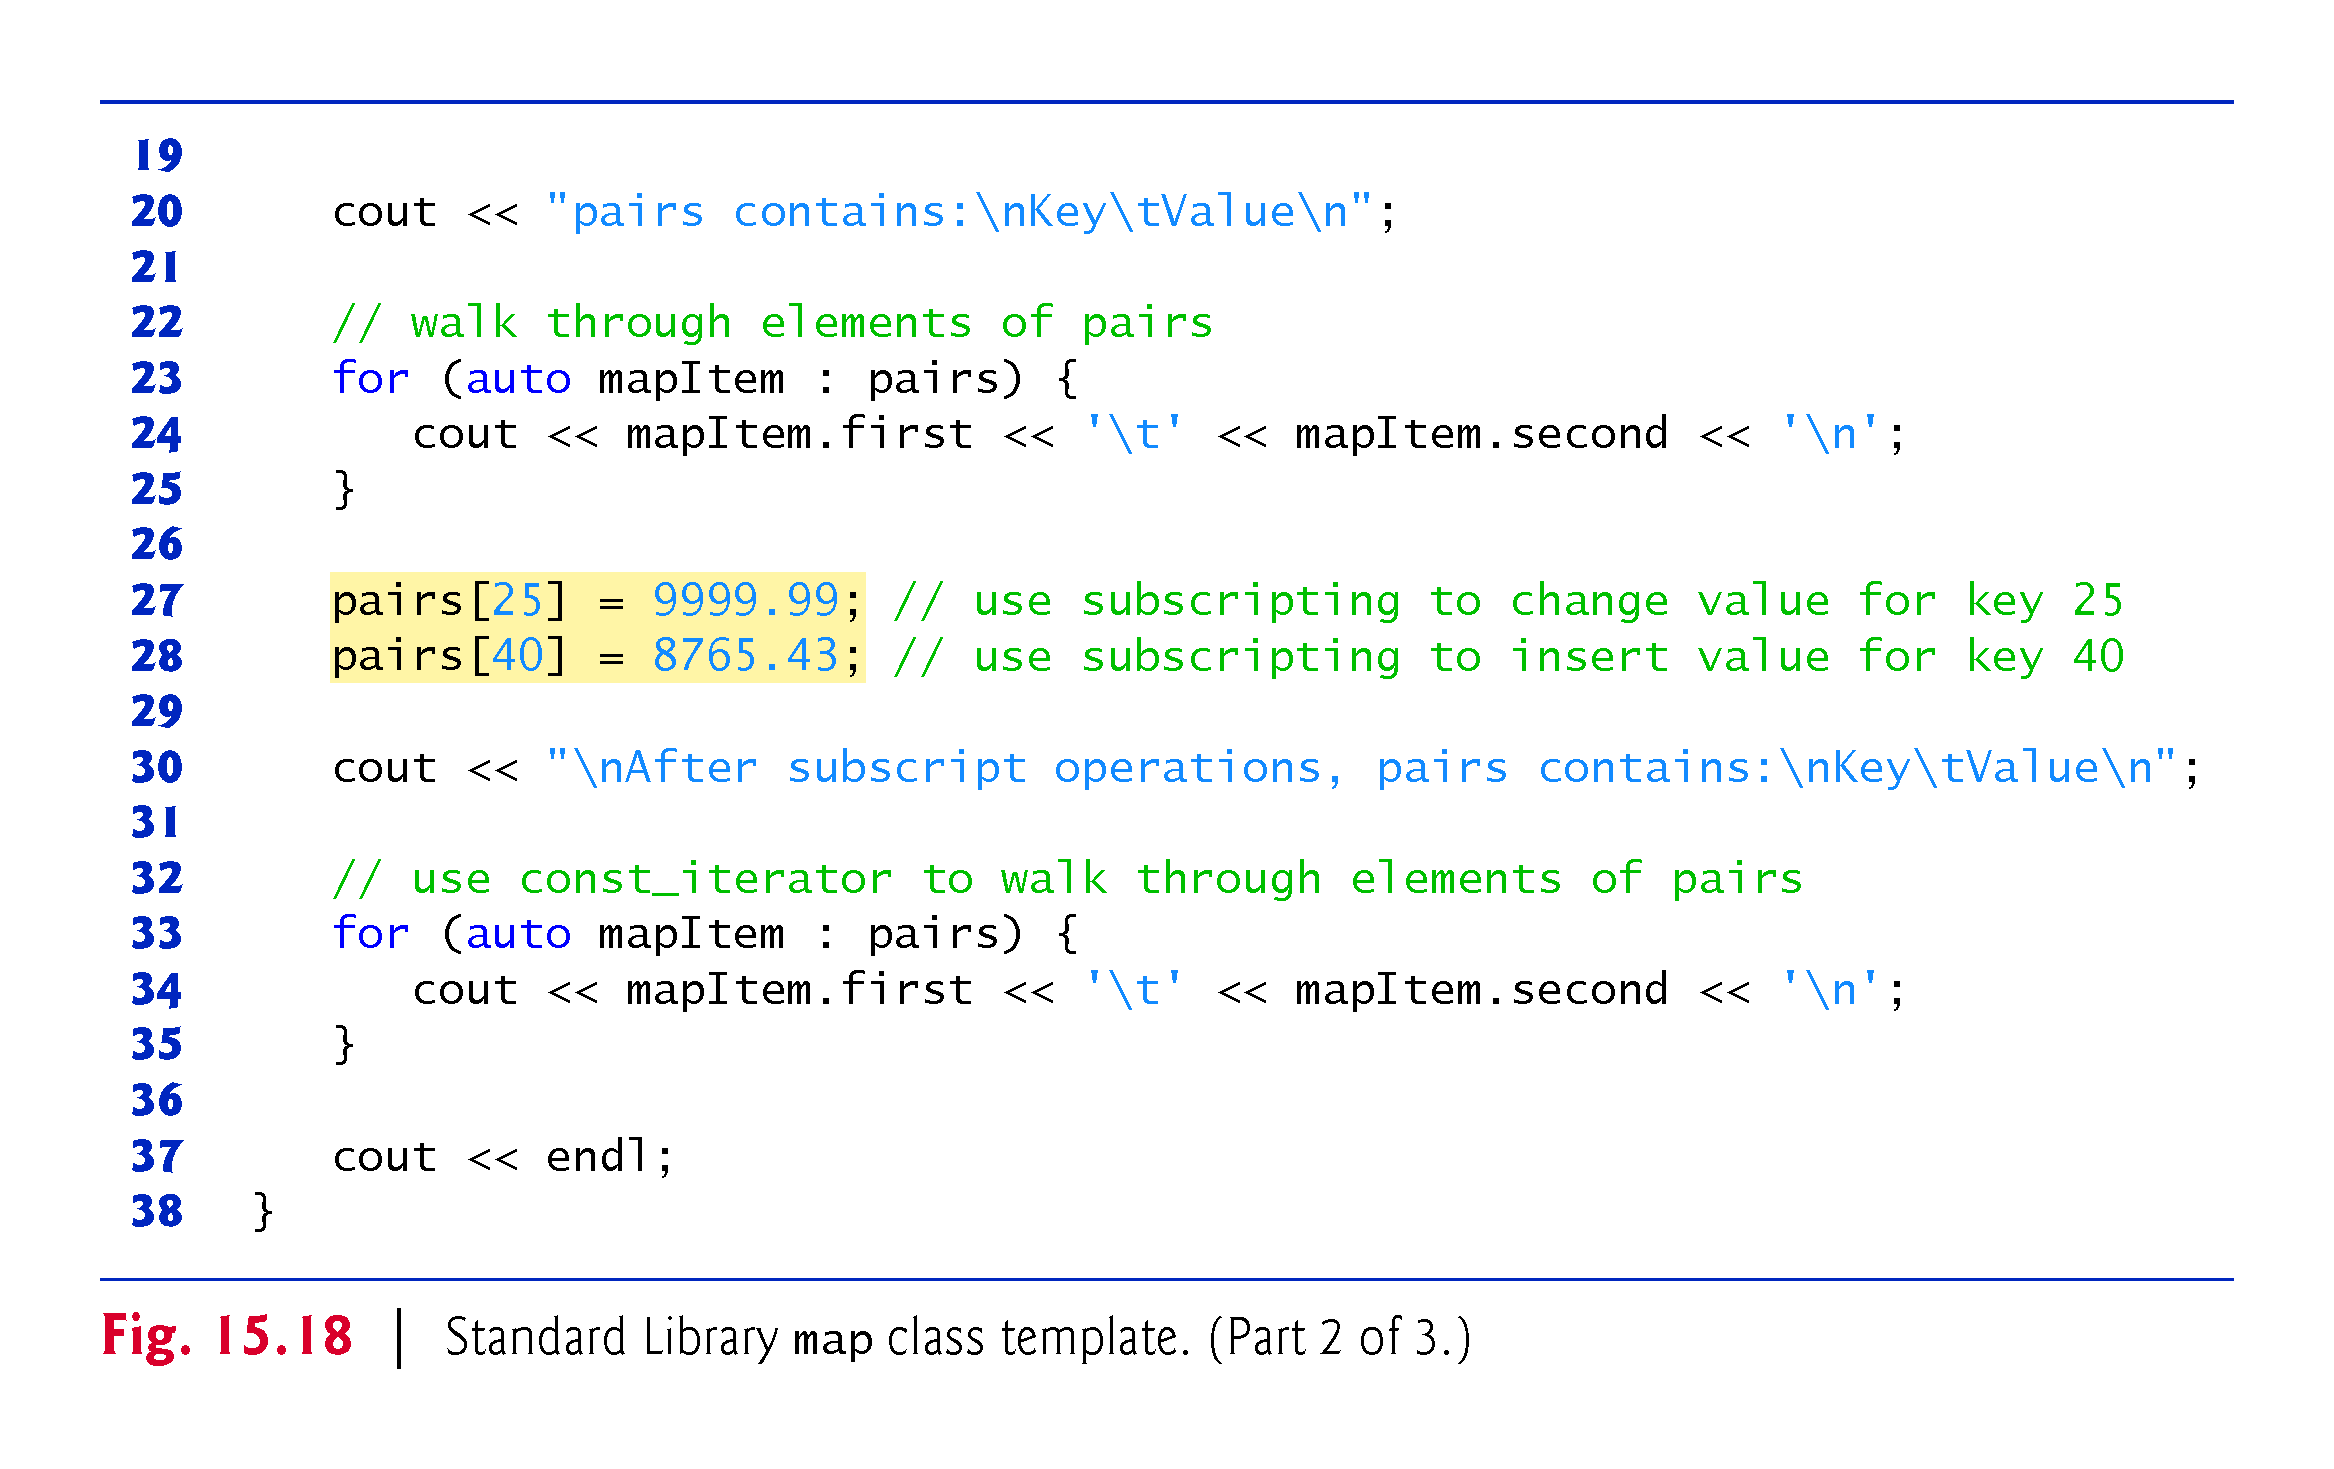 19
20 cout << "pairs contains:\nKey\tValue\n";
21
22 // walk through elements of pairs
23 for (auto mapItem : pairs) {
24 cout << mapItem.first << '\t' << mapItem.second << '\n';
25 }
26
27 pairs[25] = 9999.99; // use subscripting to change value for key 25
28 pairs[40] = 8765.43; // use subscripting to insert value for key 40
29
30 cout << "\nAfter subscript operations, pairs contains:\nKey\tValue\n";
31
32 // use const_iterator to walk through elements of pairs
33 for (auto mapItem : pairs) {
34 cout << mapItem.first << '\t' << mapItem.second << '\n';
35 }
36
37 cout << endl;
38 }
Fig. 15.18 | Standard Library map class template. (Part 2 of 3.)